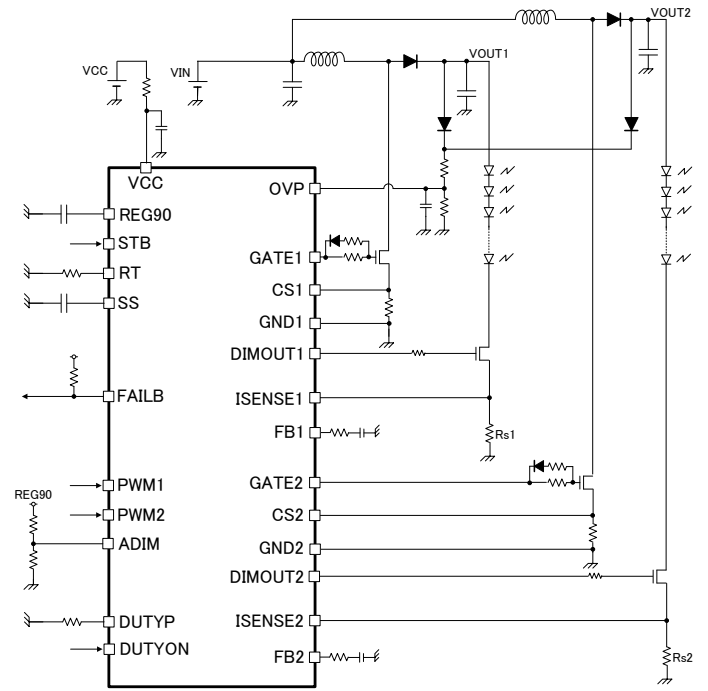 VOUT2
VOUT1
VCC
VIN
VCC
OVP
REG90
STB
GATE1
RT
CS1
SS
GND1
DIMOUT1
FAILB
ISENSE1
FB1
Rs1
PWM1
GATE2
REG90
PWM2
CS2
ADIM
GND2
DIMOUT2
DUTYP
ISENSE2
DUTYON
FB2
Rs2